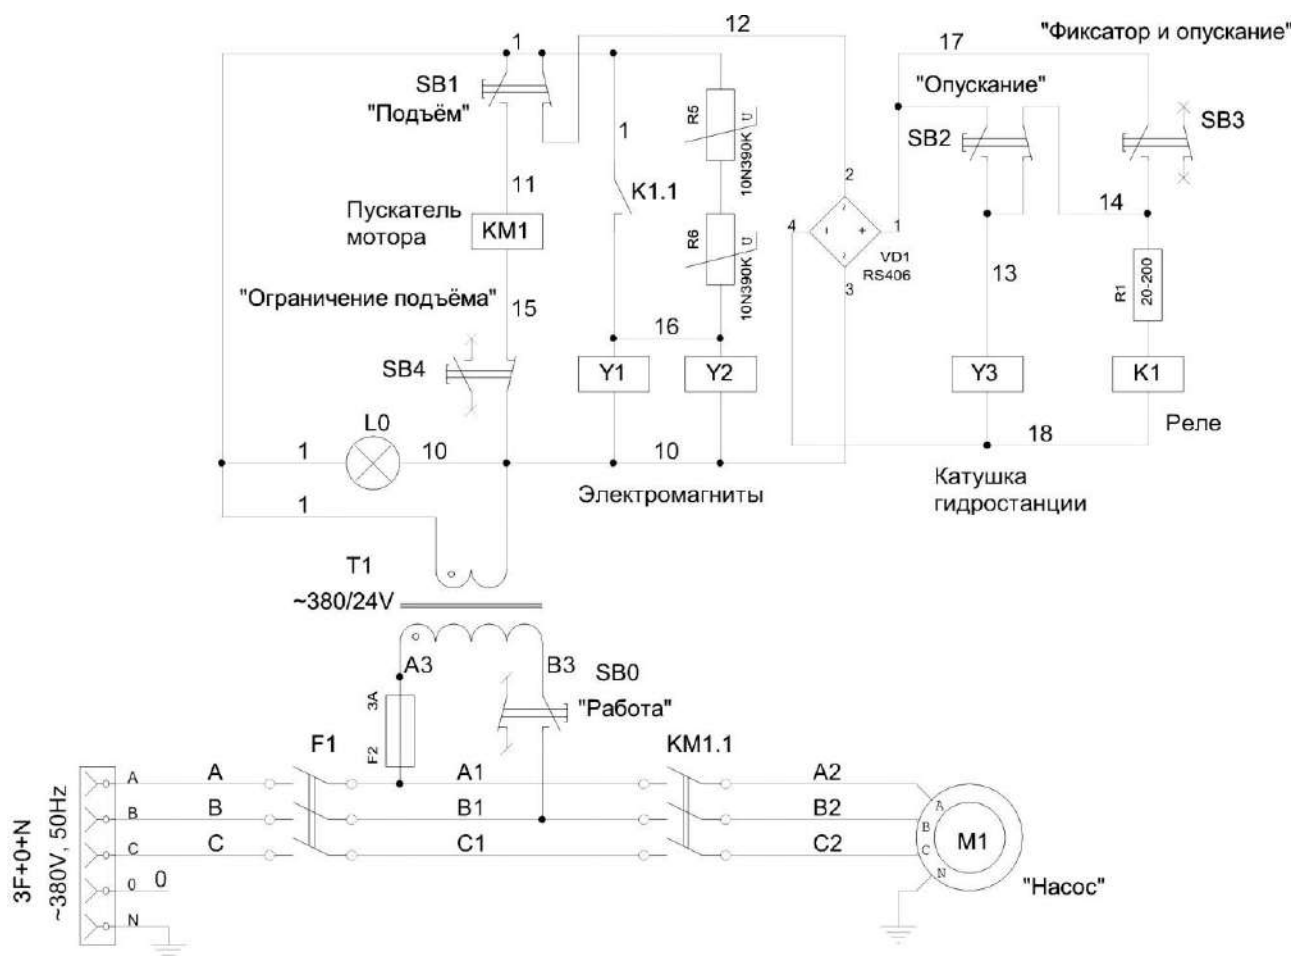 12
"Фиксатор и опускание"
1
17
SB1
"Подъём"
"Опускание"
SB2
SB3
R5
10N390K
U
1
11
K1.1
2
14
Пускатель
мотора
KM1
R6
10N390K
U
4
1
VD1
RS406
3
13
R1
20-200
"Ограничение подъёма"
15
16
SB4
Y1
Y2
Y3
K1
L0
Реле
1
10
10
18
Электромагниты
Катушка
гидростанции
1
T1
~380/24V
A3
B3
SB0
"Работа"
3A
F2
F1
KM1.1
3F+0+N
~380V, 50Hz
A
A
A1
A2
A
B
B
B1
B2
B
C
C
C1
C2
C
M1
0
0
N
N
"Насос"